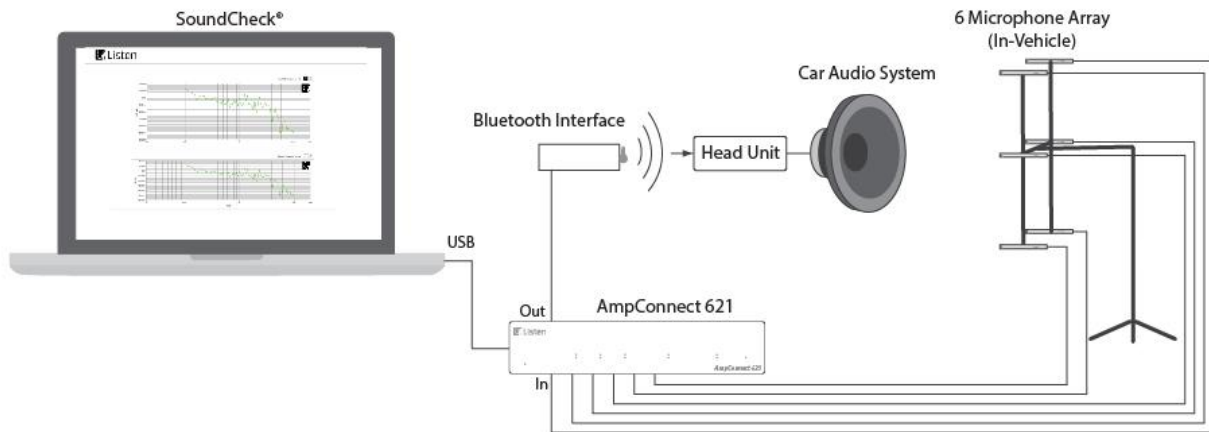 SoundCheck®
Listen
6 Microphone Array
(In-Vehicle)
Car Audio System
Bluetooth Interface
Head Unit
USB
Out
AmpConnect 621
Listen
AmpConnect 621
In